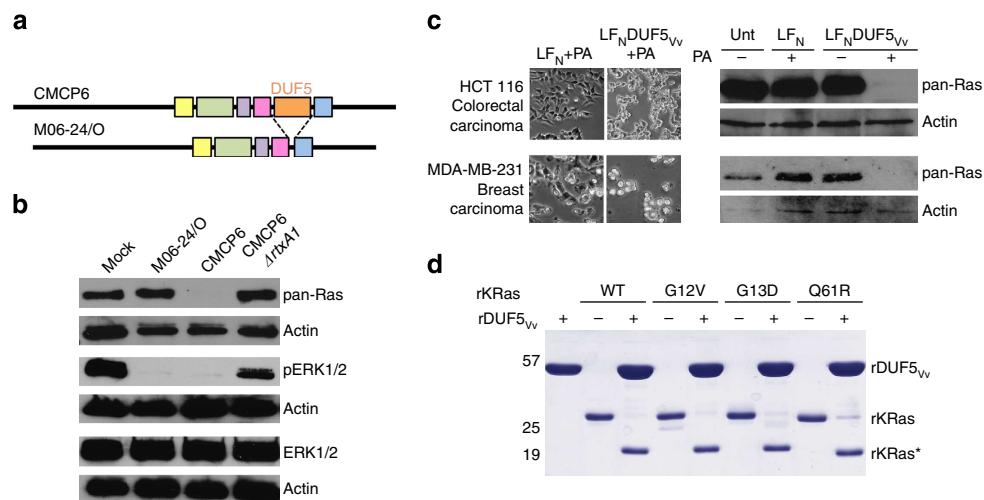 a
CMCP6
DUF5
M06-24/O
b
Mock
M06-24/O
CMCP6
CMCP6
ΔrtxA1
pan-Ras
Actin
pERK1/2
Actin
ERK1/2
Actin
c
LFN+PA
LFNDUF5Vv
+PA
HCT 116
Colorectal
carcinoma
MDA-MB-231
Breast
carcinoma
Unt LFN LFNDUF5Vv
PA – + – +
pan-Ras
Actin
pan-Ras
Actin
d
rKRas WT G12V G13D Q61R
rDUF5Vv + – + – + – + – +
57
25
19
rDUF5Vv
rKRas
rKRas*